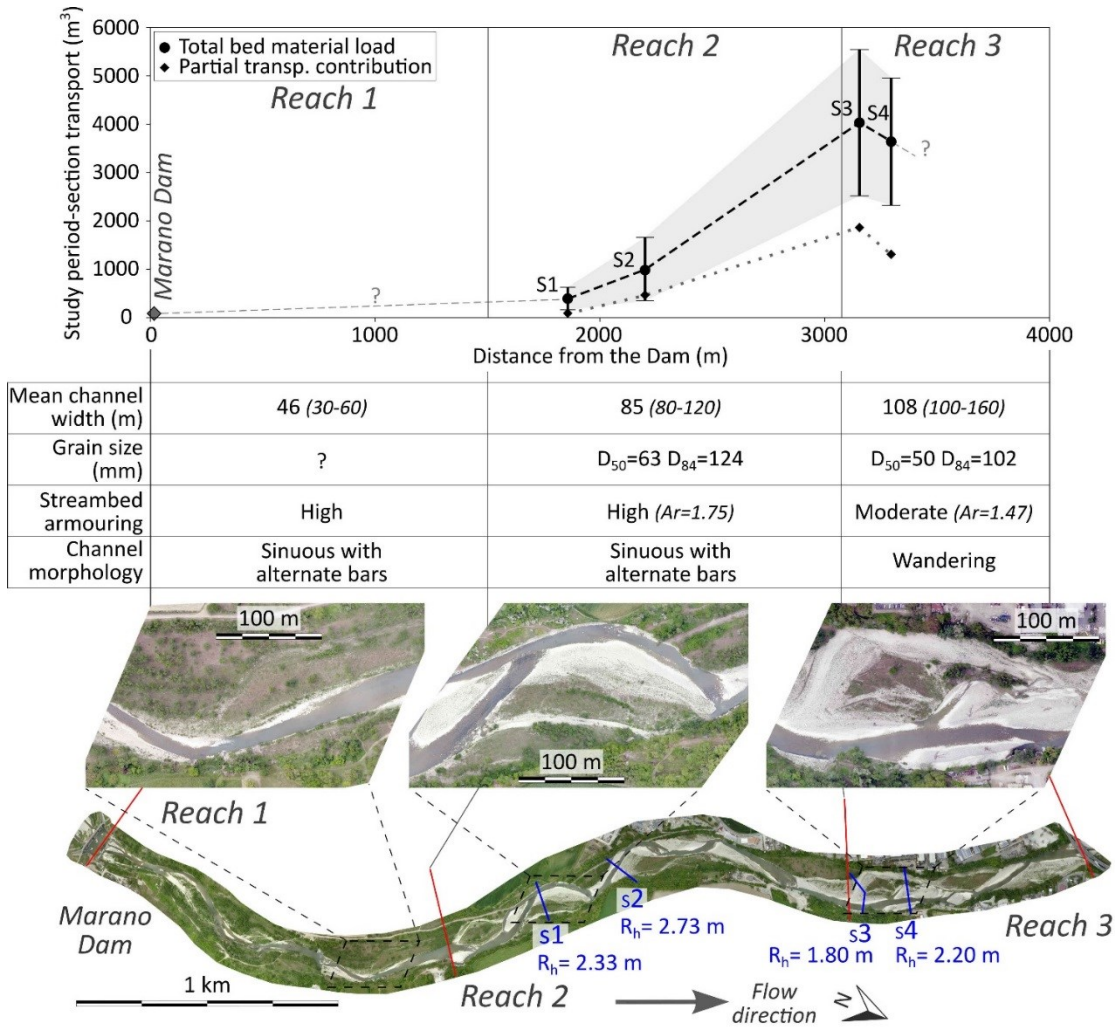 Study period-section transport (m³)
6000
5000
4000
3000
2000
1000
0
Total bed material load
Partial transp. contribution
Reach 1
Reach 2
Reach 3
Marano Dam
?
S1
S2
S3
S4
?
0
1000
2000
3000
4000
Distance from the Dam (m)
Mean channel width (m) 46 (30-60) 85 (80-120) 108 (100-160)
Grain size (mm) ? D₅₀=63 D₈₄=124 D₅₀=50 D₈₄=102
Streambed armouring High High (Ar=1.75) Moderate (Ar=1.47)
Channel morphology Sinuous with alternate bars Sinuous with alternate bars Wandering
100 m
100 m
100 m
Reach 1
Marano Dam
s1
Rₕ= 2.33 m
s2
Rₕ= 2.73 m
s3
Rₕ= 1.80 m
s4
Rₕ= 2.20 m
Reach 3
1 km
Reach 2
Flow direction
N